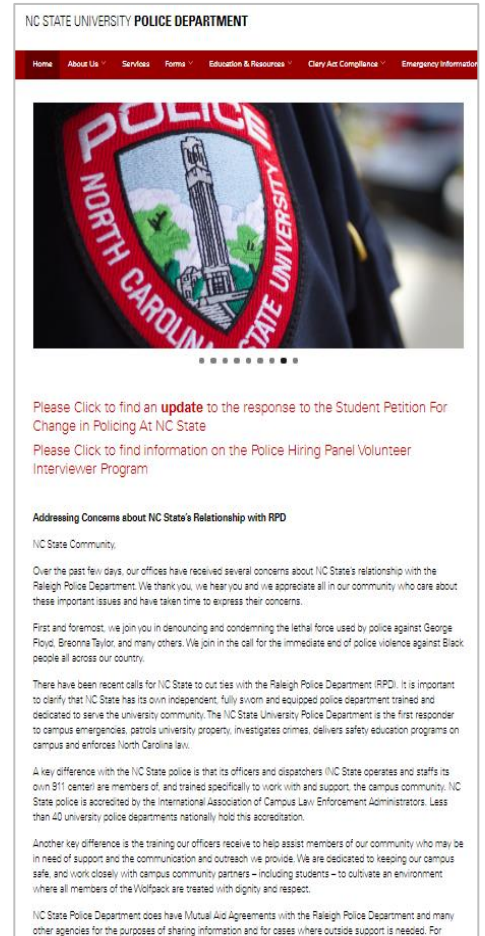 NC STATE UNIVERSITY POLICE DEPARTMENT
Home About Us Services Forms Education & Resources Clery Act Compliance Emergency Information
POLICE
NORTH CAROLINA STATE UNIVERSITY
Please Click to find an update to the response to the Student Petition For
Change in Policing At NC State
Please Click to find information on the Police Hiring Panel Volunteer
Interviewer Program
Addressing Concerns about NC State's Relationship with RPD
NC State Community,
Over the past few days, our offices have received several concerns about NC State's relationship with the
Raleigh Police Department. We thank you, we hear you and we appreciate all in our community who care about
these important issues and have taken time to express their concerns.
First and foremost, we join you in denouncing and condemning the lethal force used by police against George
Floyd, Breonna Taylor, and many others. We join in the call for the immediate end of police violence against Black
people all across our country.
There have been recent calls for NC State to cut ties with the Raleigh Police Department (RPD). It is important
to clarify that NC State has its own independent, fully sworn and equipped police department trained and
dedicated to serve the university community. The NC State University Police Department is the first responder
to campus emergencies, patrols university property, investigates crimes, delivers safety education programs on
campus and enforces North Carolina law.
A key difference with the NC State police is that its officers and dispatchers (NC State operates and staffs its
own 911 center) are members of, and trained specifically to work with and support, the campus community. NC
State police is accredited by the International Association of Campus Law Enforcement Administrators. Less
than 40 university police departments nationally hold this accreditation.
Another key difference is the training our officers receive to help assist members of our community who may be
in need of support and the communication and outreach we provide. We are dedicated to keeping our campus
safe, and work closely with campus community partners – including students – to cultivate an environment
where all members of the Wolfpack are treated with dignity and respect.
NC State Police Department does have Mutual Aid Agreements with the Raleigh Police Department and many
other agencies for the purposes of sharing information and for cases where outside support is needed. For